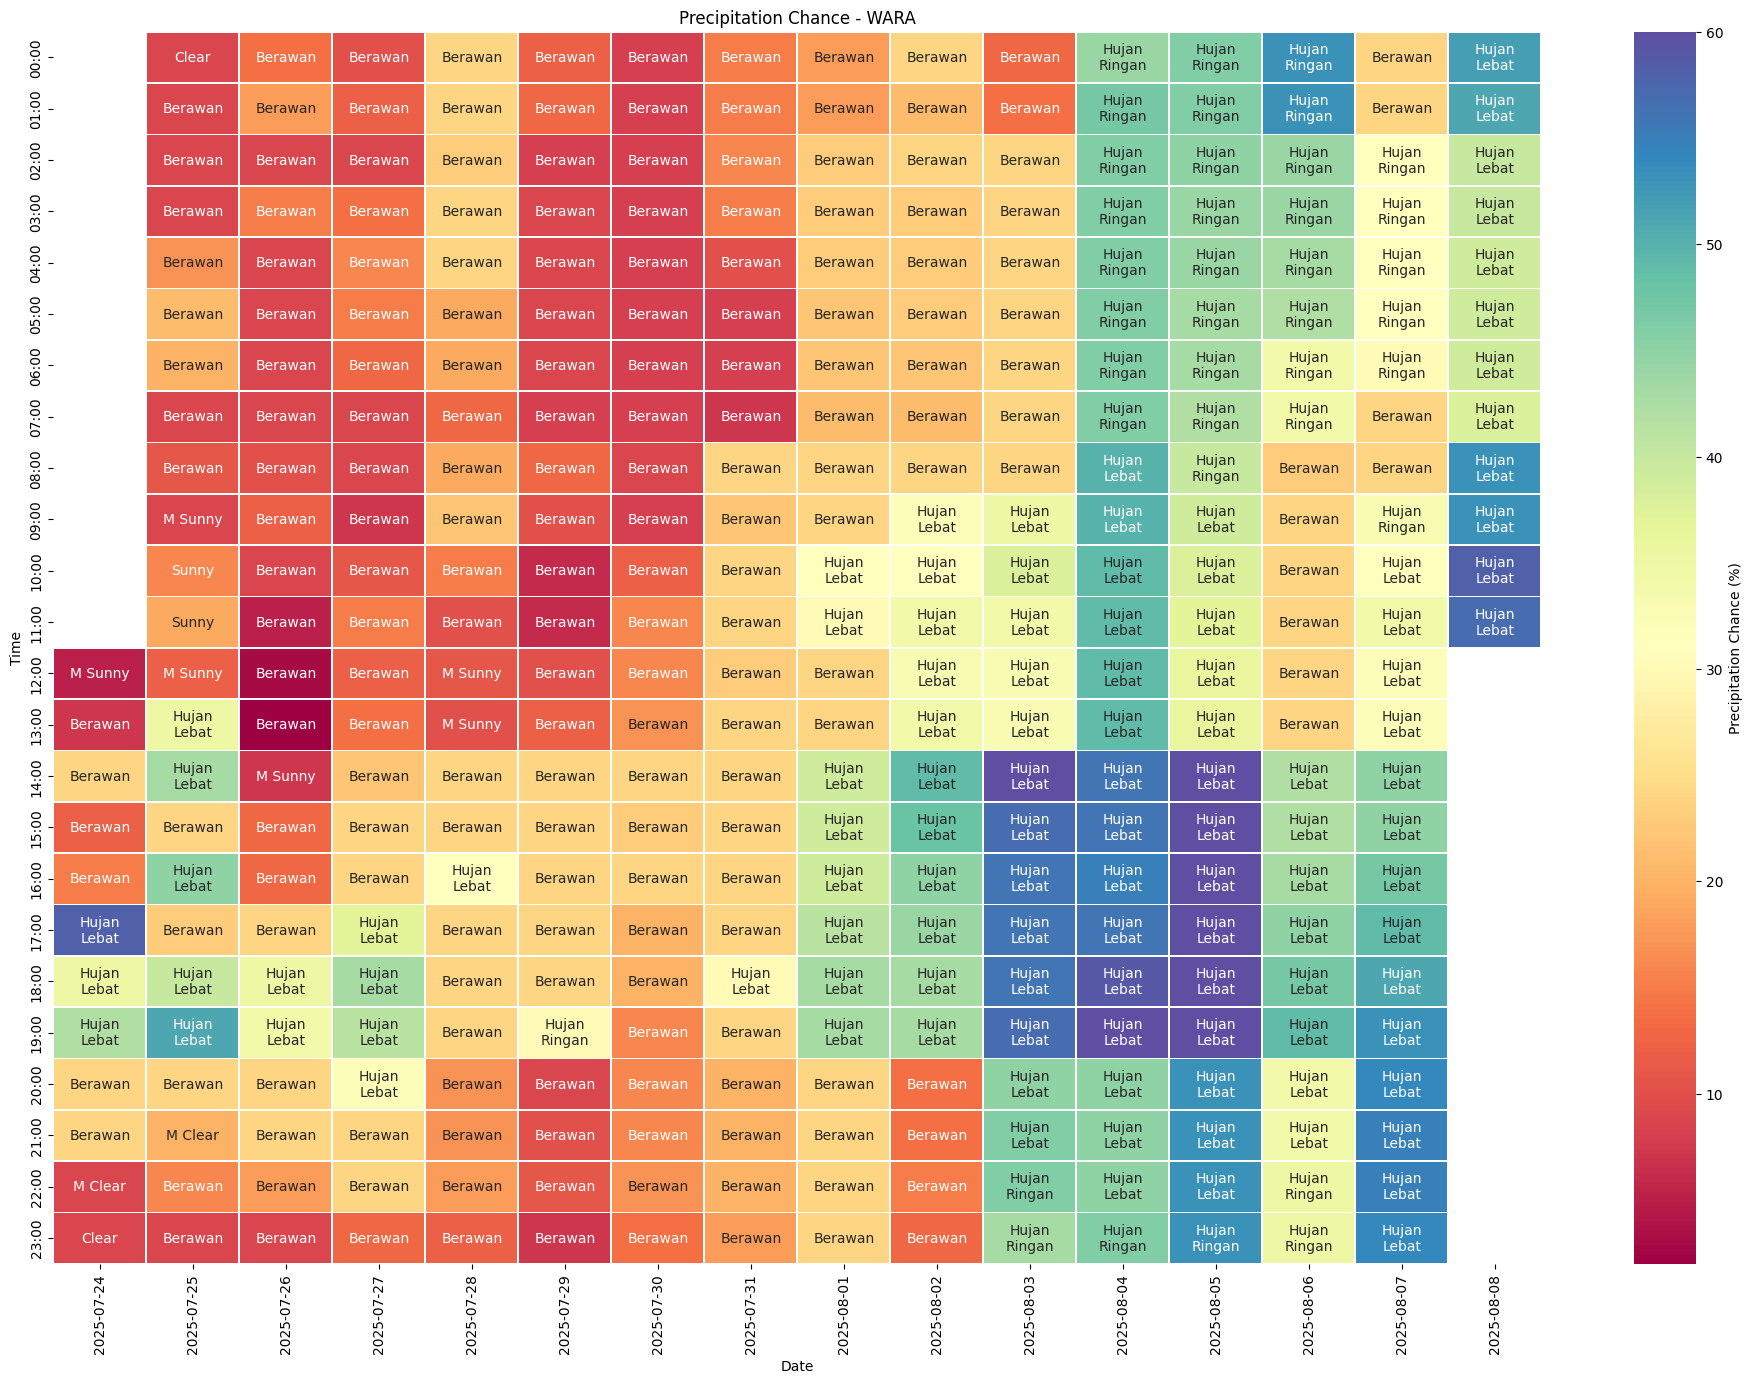 Precipitation Chance - WARA
00:00 Clear Berawan Berawan Berawan Berawan Berawan Berawan Berawan Berawan Berawan Hujan Ringan Hujan Ringan Hujan Ringan Berawan Hujan Lebat
01:00 Berawan Berawan Berawan Berawan Berawan Berawan Berawan Berawan Berawan Berawan Hujan Ringan Hujan Ringan Hujan Ringan Berawan Hujan Lebat
02:00 Berawan Berawan Berawan Berawan Berawan Berawan Berawan Berawan Berawan Berawan Hujan Ringan Hujan Ringan Hujan Ringan Hujan Ringan Hujan Lebat
03:00 Berawan Berawan Berawan Berawan Berawan Berawan Berawan Berawan Berawan Berawan Hujan Ringan Hujan Ringan Hujan Ringan Hujan Ringan Hujan Lebat
04:00 Berawan Berawan Berawan Berawan Berawan Berawan Berawan Berawan Berawan Berawan Hujan Ringan Hujan Ringan Hujan Ringan Hujan Ringan Hujan Lebat
05:00 Berawan Berawan Berawan Berawan Berawan Berawan Berawan Berawan Berawan Berawan Hujan Ringan Hujan Ringan Hujan Ringan Hujan Ringan Hujan Lebat
06:00 Berawan Berawan Berawan Berawan Berawan Berawan Berawan Berawan Berawan Berawan Hujan Ringan Hujan Ringan Hujan Ringan Hujan Ringan Hujan Lebat
07:00 Berawan Berawan Berawan Berawan Berawan Berawan Berawan Berawan Berawan Berawan Hujan Ringan Hujan Ringan Hujan Ringan Berawan Hujan Lebat
08:00 Berawan Berawan Berawan Berawan Berawan Berawan Berawan Berawan Berawan Berawan Hujan Lebat Hujan Ringan Berawan Berawan Hujan Lebat
09:00 M Sunny Berawan Berawan Berawan Berawan Berawan Berawan Berawan Hujan Lebat Hujan Lebat Hujan Lebat Hujan Lebat Berawan Hujan Ringan Hujan Lebat
10:00 Sunny Berawan Berawan Berawan Berawan Berawan Berawan Hujan Lebat Hujan Lebat Hujan Lebat Hujan Lebat Hujan Lebat Berawan Hujan Lebat Hujan Lebat
11:00 Sunny Berawan Berawan Berawan Berawan Berawan Berawan Hujan Lebat Hujan Lebat Hujan Lebat Hujan Lebat Hujan Lebat Berawan Hujan Lebat Hujan Lebat
12:00 M Sunny M Sunny Berawan Berawan M Sunny Berawan Berawan Berawan Berawan Hujan Lebat Hujan Lebat Hujan Lebat Hujan Lebat Berawan Hujan Lebat
13:00 Berawan Hujan Lebat Berawan Berawan M Sunny Berawan Berawan Berawan Berawan Hujan Lebat Hujan Lebat Hujan Lebat Hujan Lebat Berawan Hujan Lebat
14:00 Berawan Hujan Lebat M Sunny Berawan Berawan Berawan Berawan Berawan Hujan Lebat Hujan Lebat Hujan Lebat Hujan Lebat Hujan Lebat Hujan Lebat Hujan Lebat
15:00 Berawan Berawan Berawan Berawan Berawan Berawan Berawan Berawan Hujan Lebat Hujan Lebat Hujan Lebat Hujan Lebat Hujan Lebat Hujan Lebat Hujan Lebat
16:00 Berawan Hujan Lebat Berawan Berawan Hujan Lebat Berawan Berawan Berawan Hujan Lebat Hujan Lebat Hujan Lebat Hujan Lebat Hujan Lebat Hujan Lebat Hujan Lebat
17:00 Hujan Lebat Berawan Berawan Hujan Lebat Berawan Berawan Berawan Berawan Hujan Lebat Hujan Lebat Hujan Lebat Hujan Lebat Hujan Lebat Hujan Lebat Hujan Lebat
18:00 Hujan Lebat Hujan Lebat Hujan Lebat Hujan Lebat Berawan Berawan Berawan Hujan Lebat Hujan Lebat Hujan Lebat Hujan Lebat Hujan Lebat Hujan Lebat Hujan Lebat Hujan Lebat
19:00 Hujan Lebat Hujan Lebat Hujan Lebat Hujan Lebat Berawan Hujan Ringan Berawan Berawan Hujan Lebat Hujan Lebat Hujan Lebat Hujan Lebat Hujan Lebat Hujan Lebat Hujan Lebat
20:00 Berawan Berawan Berawan Hujan Lebat Berawan Berawan Berawan Berawan Berawan Berawan Hujan Lebat Hujan Lebat Hujan Lebat Hujan Lebat Hujan Lebat
21:00 Berawan M Clear Berawan Berawan Berawan Berawan Berawan Berawan Berawan Berawan Hujan Lebat Hujan Lebat Hujan Lebat Hujan Lebat Hujan Lebat
22:00 M Clear Berawan Berawan Berawan Berawan Berawan Berawan Berawan Berawan Berawan Hujan Ringan Hujan Lebat Hujan Lebat Hujan Ringan Hujan Lebat
23:00 Clear Berawan Berawan Berawan Berawan Berawan Berawan Berawan Berawan Berawan Hujan Ringan Hujan Ringan Hujan Ringan Hujan Ringan Hujan Lebat
Time
2025-07-24 2025-07-25 2025-07-26 2025-07-27 2025-07-28 2025-07-29 2025-07-30 2025-07-31 2025-08-01 2025-08-02 2025-08-03 2025-08-04 2025-08-05 2025-08-06 2025-08-07 2025-08-08
Date
60
50
40
30
20
10
Precipitation Chance (%)